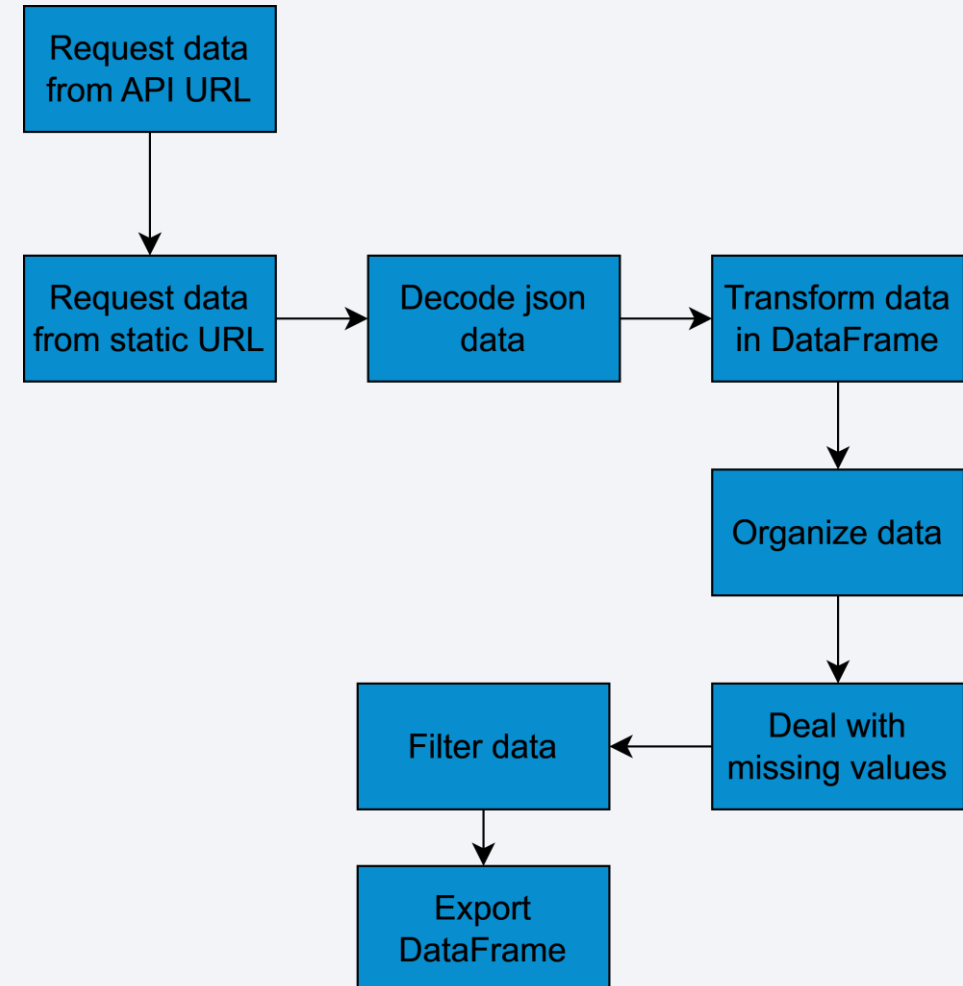 Request data
from API URL
Request data
from static URL
Decode json
data
Transform data
in DataFrame
Organize data
Deal with
missing values
Filter data
Export
DataFrame